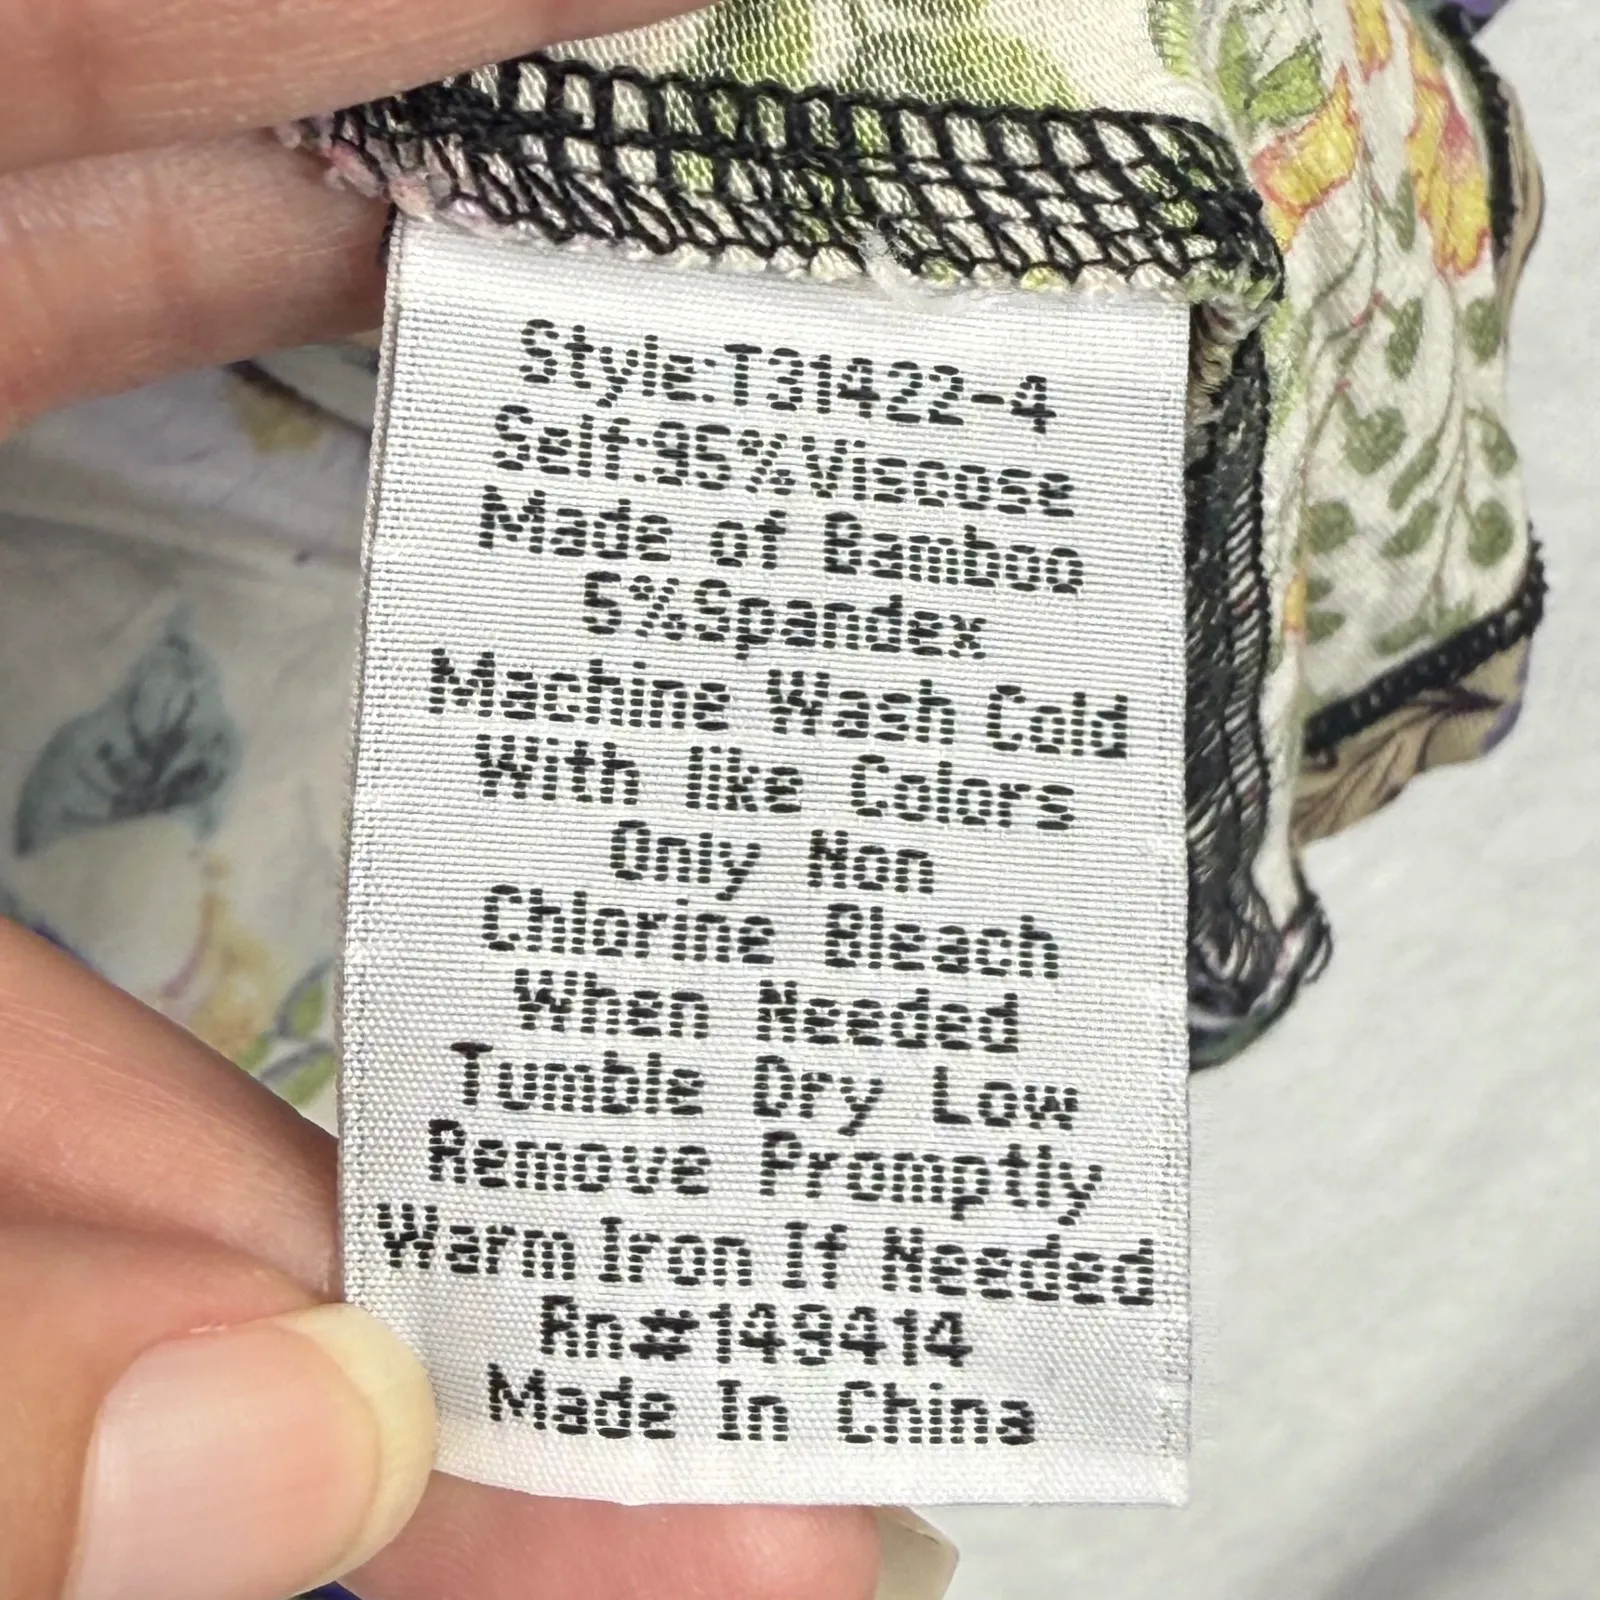 Style:T31422-4
Self:95%Viscose
Made of Bamboo
5%Spandex
Machine Wash Cold
With like Colors
Only Non
Chlorine Bleach
When Needed
Tumble Dry Low
Remove Promptly
Warm Iron If Needed
Rn#149414
Made In China